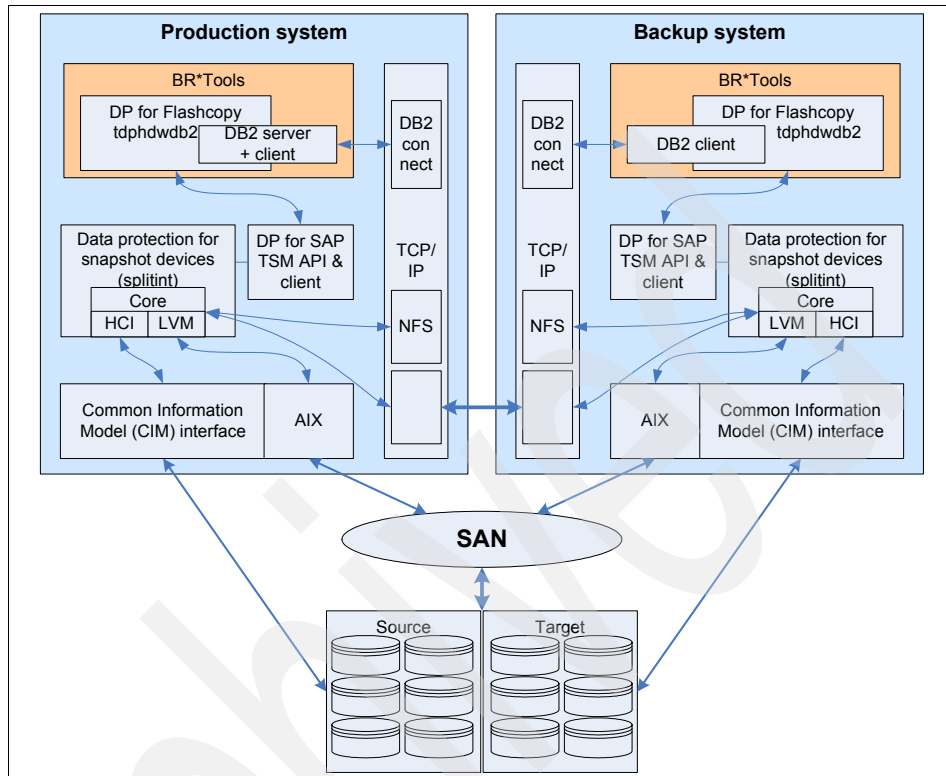 Production system
BR*Tools
DP for Flashcopy
tdphdwdb2
DB2 server
+ client
DB2
con
nect
Data protection for
snapshot devices
(splitint)
Core
HCI
LVM
DP for SAP
TSM API &
client
TCP/
IP
NFS
Common Information
Model (CIM) interface
AIX
Backup system
BR*Tools
DP for Flashcopy
tdphdwdb2
DB2 client
DB2
con
nect
TCP/
IP
NFS
DP for SAP
TSM API &
client
Data protection for
snapshot devices
(splitint)
Core
LVM
HCI
AIX
Common Information
Model (CIM) interface
SAN
Source
Target